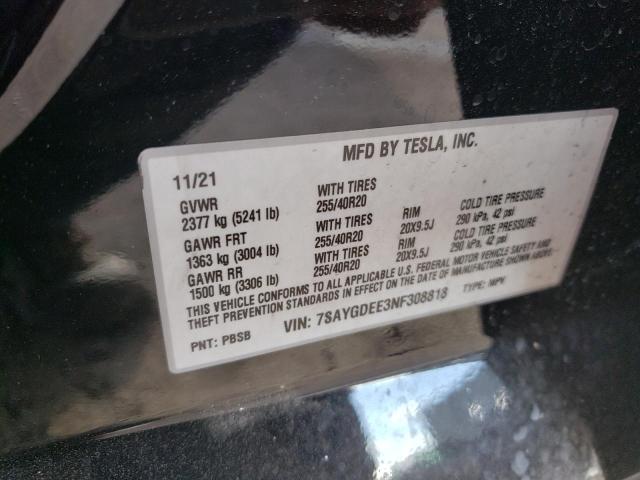 MFD BY TESLA, INC.
11/21
GVWR WITH TIRES
2377 kg (5241 lb) 255/40R20 RIM COLD TIRE PRESSURE
GAWR FRT WITH TIRES 20X9.5J 290 kPa, 42 psi
1363 kg (3004 lb) 255/40R20 RIM COLD TIRE PRESSURE
GAWR RR WITH TIRES 20X9.5J 290 kPa, 42 psi
1500 kg (3306 lb) 255/40R20
THIS VEHICLE CONFORMS TO ALL APPLICABLE U.S. FEDERAL MOTOR VEHICLE SAFETY AND
THEFT PREVENTION STANDARDS IN EFFECT ON THE DATE OF MANUFACTURE SHOWN ABOVE.
PNT: PBSB VIN: 7SAYGDEE3NF308818 TYPE: MPV